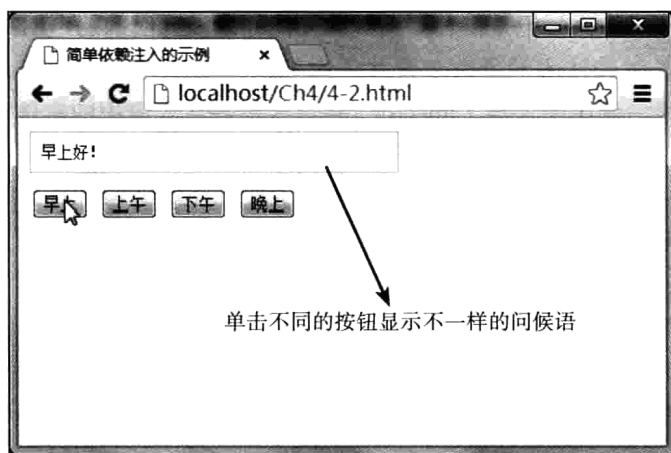 简单依赖注入的示例
localhost/Ch4/4-2.html
早上好!
早上 上午 下午 晚上
单击不同的按钮显示不一样的问候语